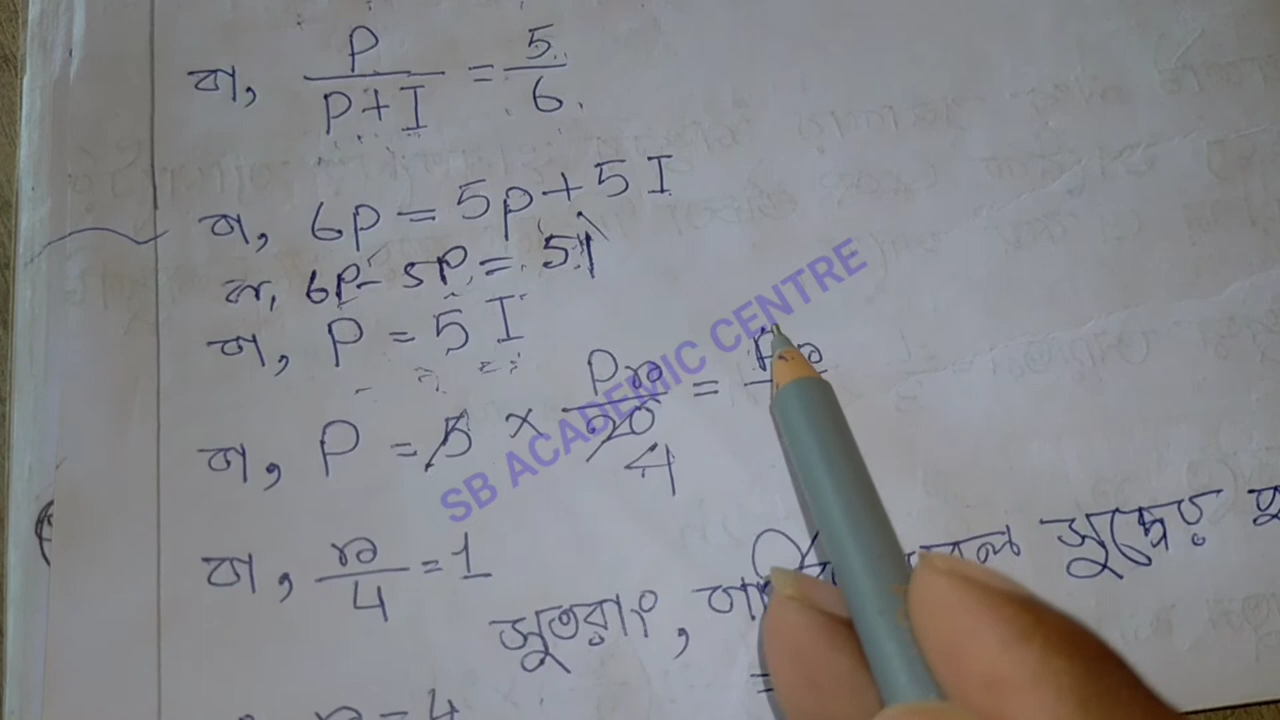 বা, P / P+I = 5 / 6
বা, 6P = 5P + 5I
বা, 6P - 5P = 5I
বা, P = 5I
বা, P = 5 × Pr / 20 4 = Pr
বা, r / 4 = 1
সুতরাং, সুদের
r = 4
SB ACADEMIC CENTRE